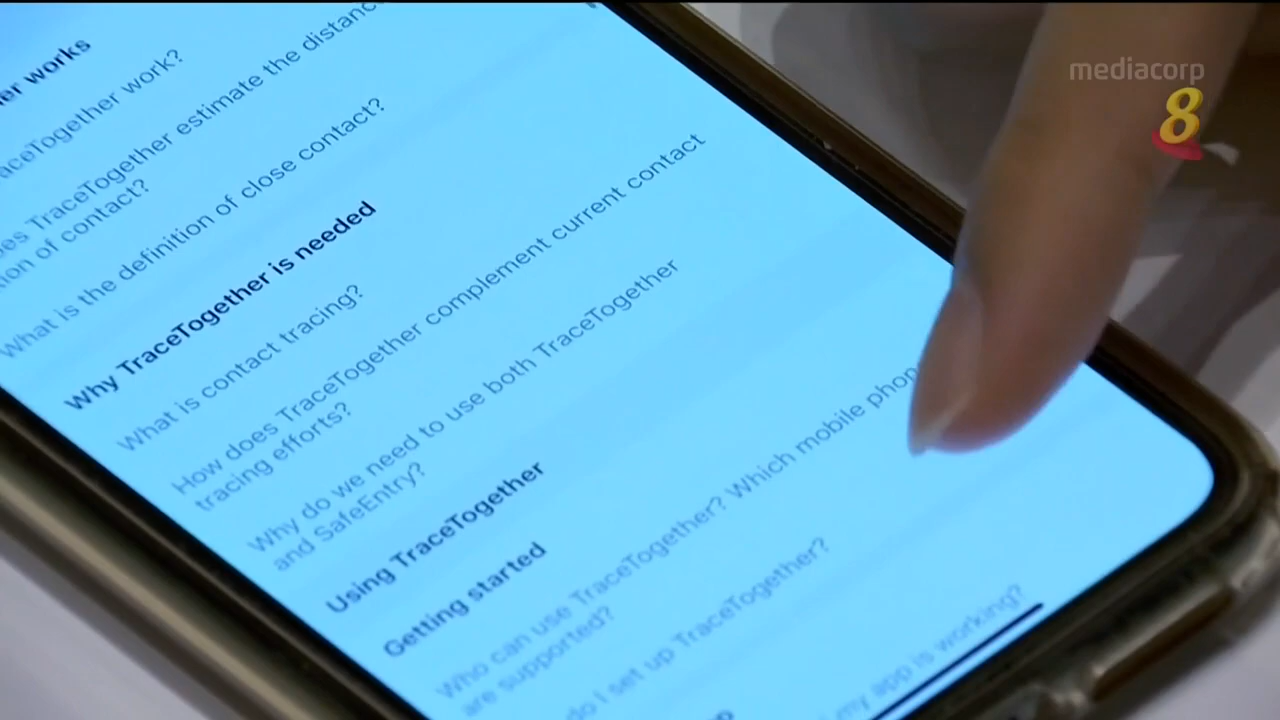 mediacorp
8
er works
aceTogether work?
es TraceTogether estimate the distanc
tion of contact?
What is the definition of close contact?
Why TraceTogether is needed
What is contact tracing?
How does TraceTogether complement current contact
tracing efforts?
Why do we need to use both TraceTogether
and SafeEntry?
Using TraceTogether
Getting started
Who can use TraceTogether? Which mobile phon
are supported?
do I set up TraceTogether?
my app is working?